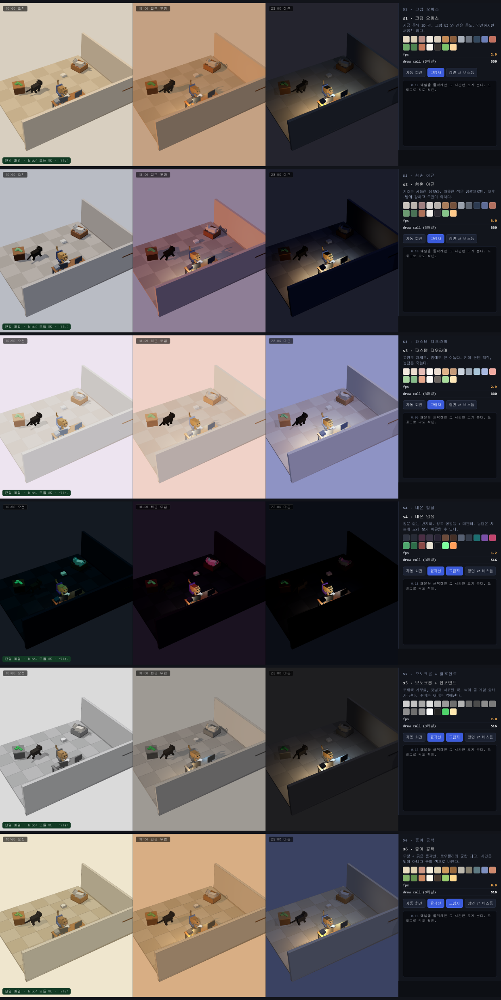 10:00 오전
18:00 퇴근 무렵
23:00 야근
단일 파일 · blob: 모듈 OK · file:
S1 · 크림 오피스
s1 · 크림 오피스
지금 톤의 3D 판. 크림 UI 와 같은 온도. 안전하지만
새롭진 않다.
fps 2.9
draw call (3패널) 330
자동 회전 그림자 정면 ⇄ 비스듬
0.12 패널을 클릭하면 그 시간만 크게 본다. 드
래그로 각도 확인.
10:00 오전
18:00 퇴근 무렵
23:00 야근
단일 파일 · blob: 모듈 OK · file:
S2 · 황혼 야근
s2 · 황혼 야근
기조는 서늘한 남보라, 따뜻한 색은 점광으로만. 오후
·밤에 강하고 오전이 약하다.
fps 3.0
draw call (3패널) 330
자동 회전 그림자 정면 ⇄ 비스듬
0.10 패널을 클릭하면 그 시간만 크게 본다. 드
래그로 각도 확인.
10:00 오전
18:00 퇴근 무렵
23:00 야근
단일 파일 · blob: 모듈 OK · file:
S3 · 파스텔 디오라마
s3 · 파스텔 디오라마
고명도 저채도. 밤에도 안 어둡다. 케어 톤엔 최적,
농담은 죽는다.
fps 2.9
draw call (3패널) 330
자동 회전 그림자 정면 ⇄ 비스듬
0.06 패널을 클릭하면 그 시간만 크게 본다. 드
래그로 각도 확인.
10:00 오전
18:00 퇴근 무렵
23:00 야근
단일 파일 · blob: 모듈 OK · file:
S4 · 네온 밀실
s4 · 네온 밀실
창문 없는 반지하. 청록 형광등 + 마젠타. 농담은 사
는데 오래 보기 피곤할 수 있다.
fps 1.2
draw call (3패널) 516
자동 회전 윤곽선 그림자 정면 ⇄ 비스듬
0.11 패널을 클릭하면 그 시간만 크게 본다. 드
래그로 각도 확인.
10:00 오전
18:00 퇴근 무렵
23:00 야근
단일 파일 · blob: 모듈 OK · file:
S5 · 모노크롬 + 원포인트
s5 · 모노크롬 + 원포인트
무채색 사무실, 캣닢과 서류만 색. 색이 곧 게임 상태
가 된다. 꾸미는 재미는 약해진다.
fps 2.0
draw call (3패널) 516
자동 회전 윤곽선 그림자 정면 ⇄ 비스듬
0.13 패널을 클릭하면 그 시간만 크게 본다. 드
래그로 각도 확인.
10:00 오전
18:00 퇴근 무렵
23:00 야근
단일 파일 · blob: 모듈 OK · file:
S6 · 종이 공작
s6 · 종이 공작
무광 + 굵은 윤곽선. 로우폴리와 궁합 최고. 시간은
빛이 아니라 종이 색으로 바뀐다.
fps 0.9
draw call (3패널) 516
자동 회전 윤곽선 그림자 정면 ⇄ 비스듬
0.15 패널을 클릭하면 그 시간만 크게 본다. 드
래그로 각도 확인.